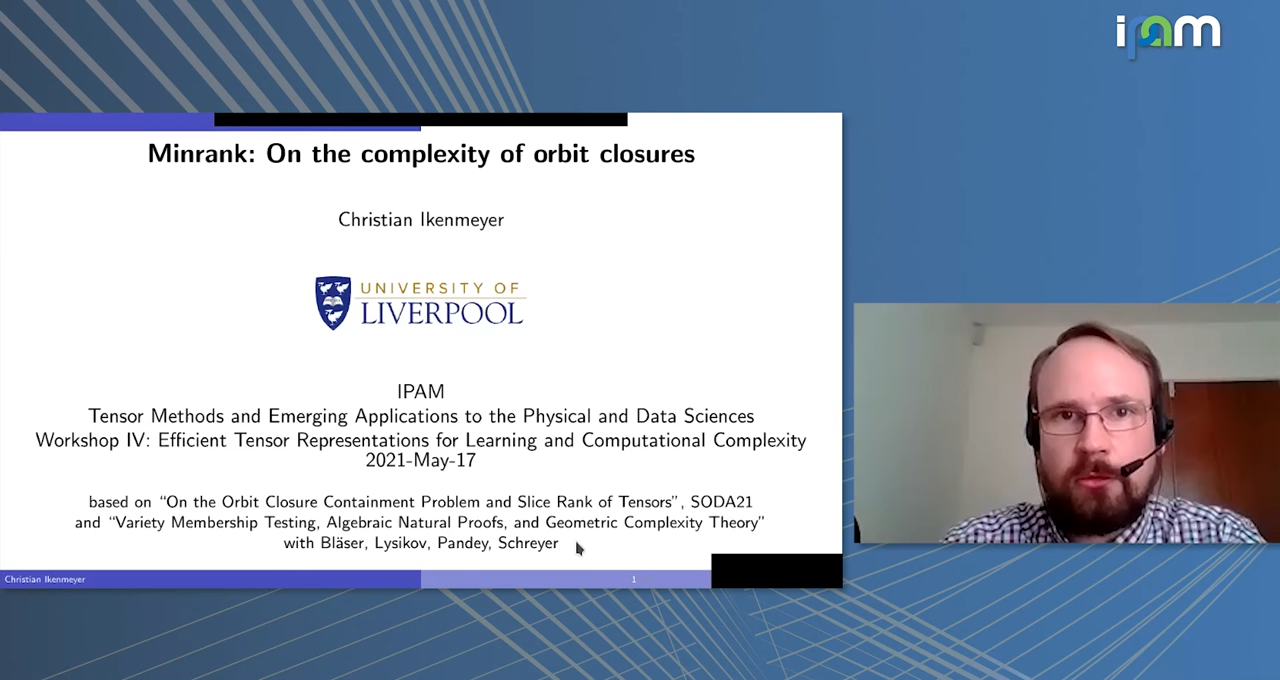 ipam
Minrank: On the complexity of orbit closures
Christian Ikenmeyer
UNIVERSITY OF
LIVERPOOL
IPAM
Tensor Methods and Emerging Applications to the Physical and Data Sciences
Workshop IV: Efficient Tensor Representations for Learning and Computational Complexity
2021-May-17
based on “On the Orbit Closure Containment Problem and Slice Rank of Tensors”, SODA21
and “Variety Membership Testing, Algebraic Natural Proofs, and Geometric Complexity Theory”
with Bläser, Lysikov, Pandey, Schreyer
Christian Ikenmeyer
1